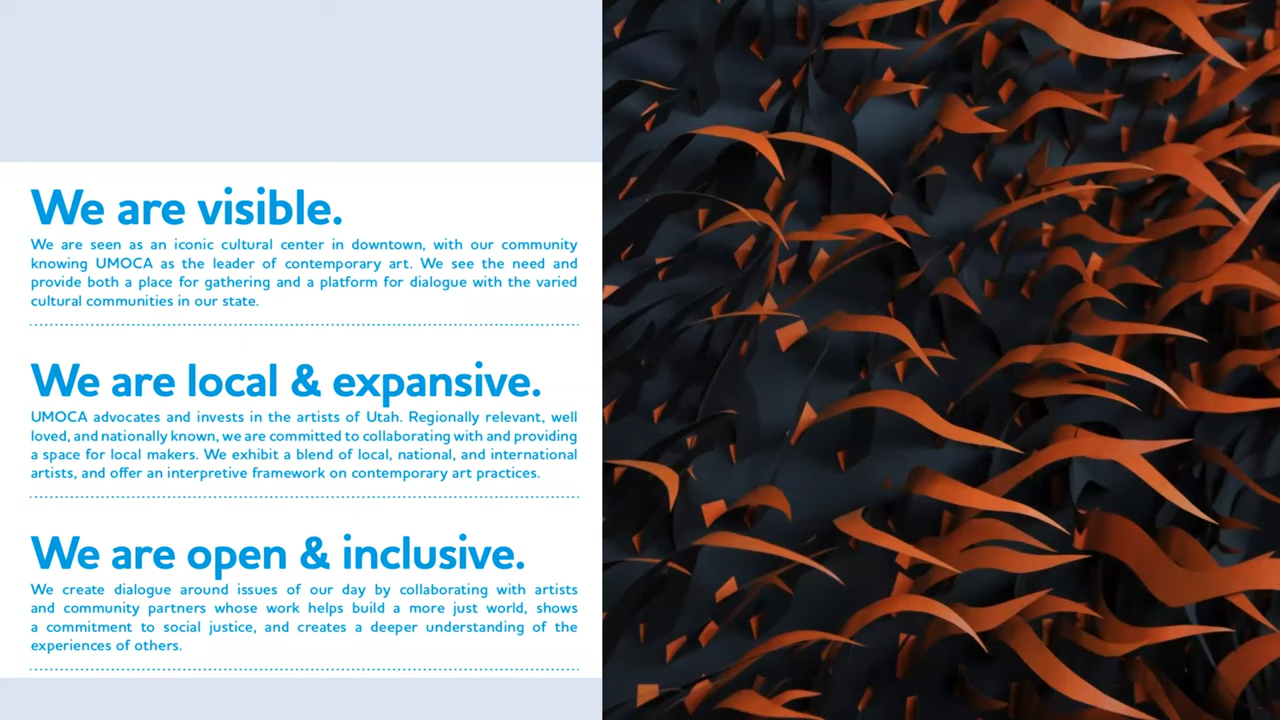 We are visible.
We are seen as an iconic cultural center in downtown, with our community
knowing UMOCA as the leader of contemporary art. We see the need and
provide both a place for gathering and a platform for dialogue with the varied
cultural communities in our state.
We are local & expansive.
UMOCA advocates and invests in the artists of Utah. Regionally relevant, well
loved, and nationally known, we are committed to collaborating with and providing
a space for local makers. We exhibit a blend of local, national, and international
artists, and offer an interpretive framework on contemporary art practices.
We are open & inclusive.
We create dialogue around issues of our day by collaborating with artists
and community partners whose work helps build a more just world, shows
a commitment to social justice, and creates a deeper understanding of the
experiences of others.